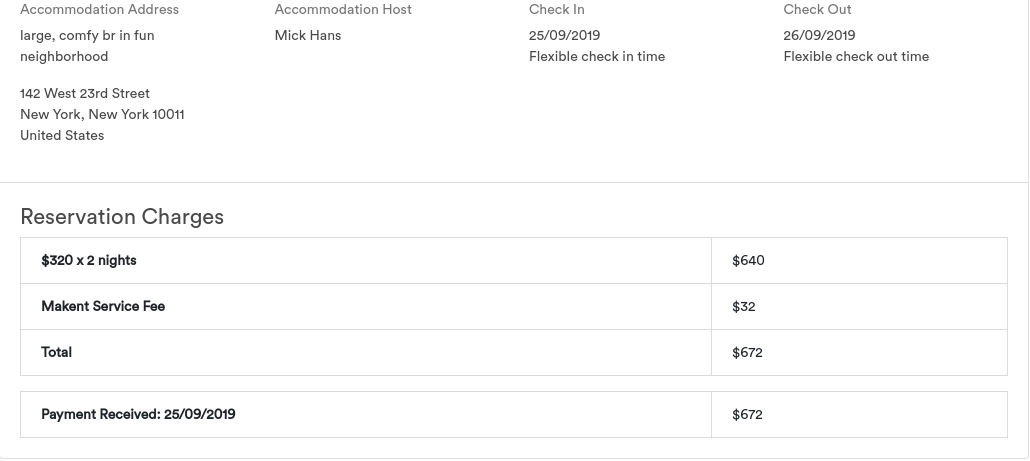 Accommodation Address
large, comfy br in fun
neighborhood
142 West 23rd Street
New York, New York 10011
United States
Accommodation Host
Mick Hans
Check In
25/09/2019
Flexible check in time
Check Out
26/09/2019
Flexible check out time
Reservation Charges
$320 x 2 nights $640
Makent Service Fee $32
Total $672
Payment Received: 25/09/2019 $672